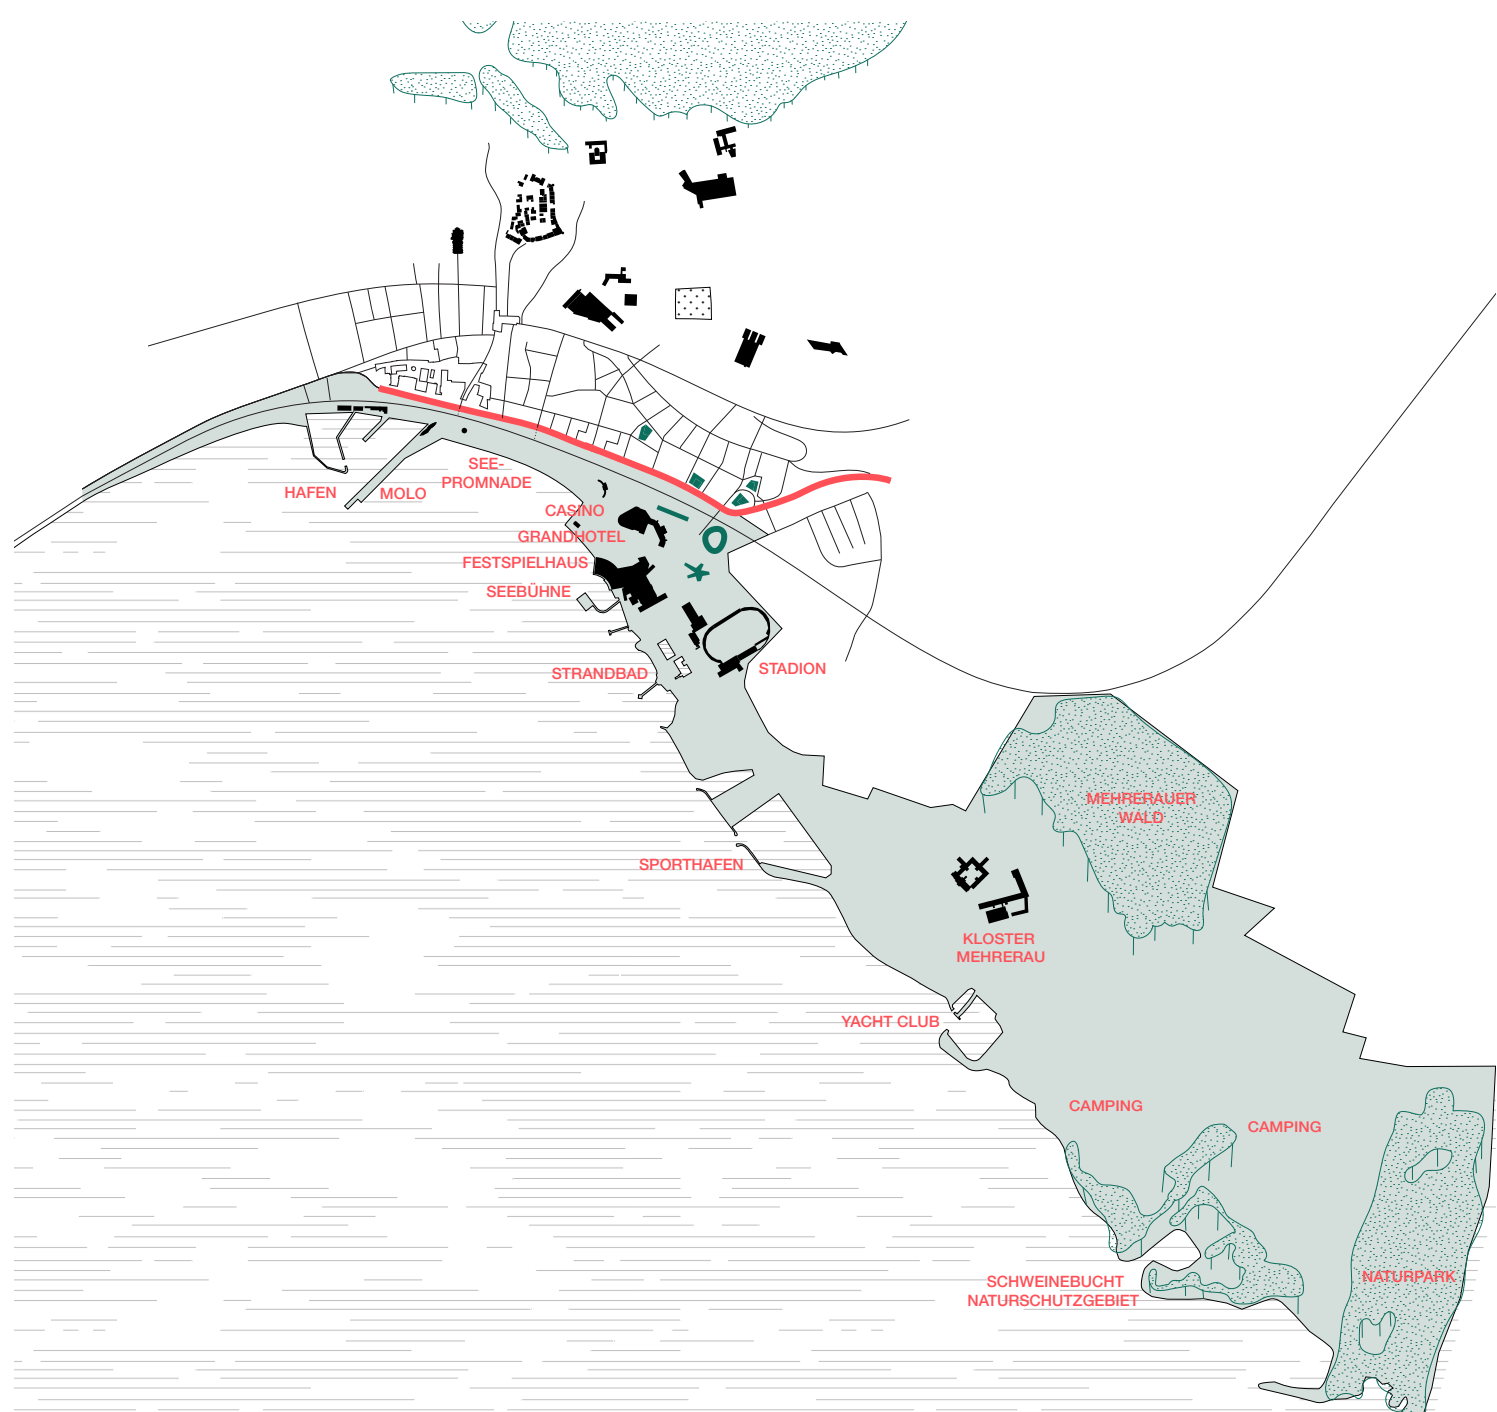 SEE-
PROMNADE
HAFEN
MOLO
CASINO
GRANDHOTEL
FESTSPIELHAUS
SEEBÜHNE
STRANDBAD
STADION
MEHRERAUER
WALD
SPORTHAFEN
KLOSTER
MEHRERAU
YACHT CLUB
CAMPING
CAMPING
SCHWEINEBUCHT
NATURSCHUTZGEBIET
NATURPARK